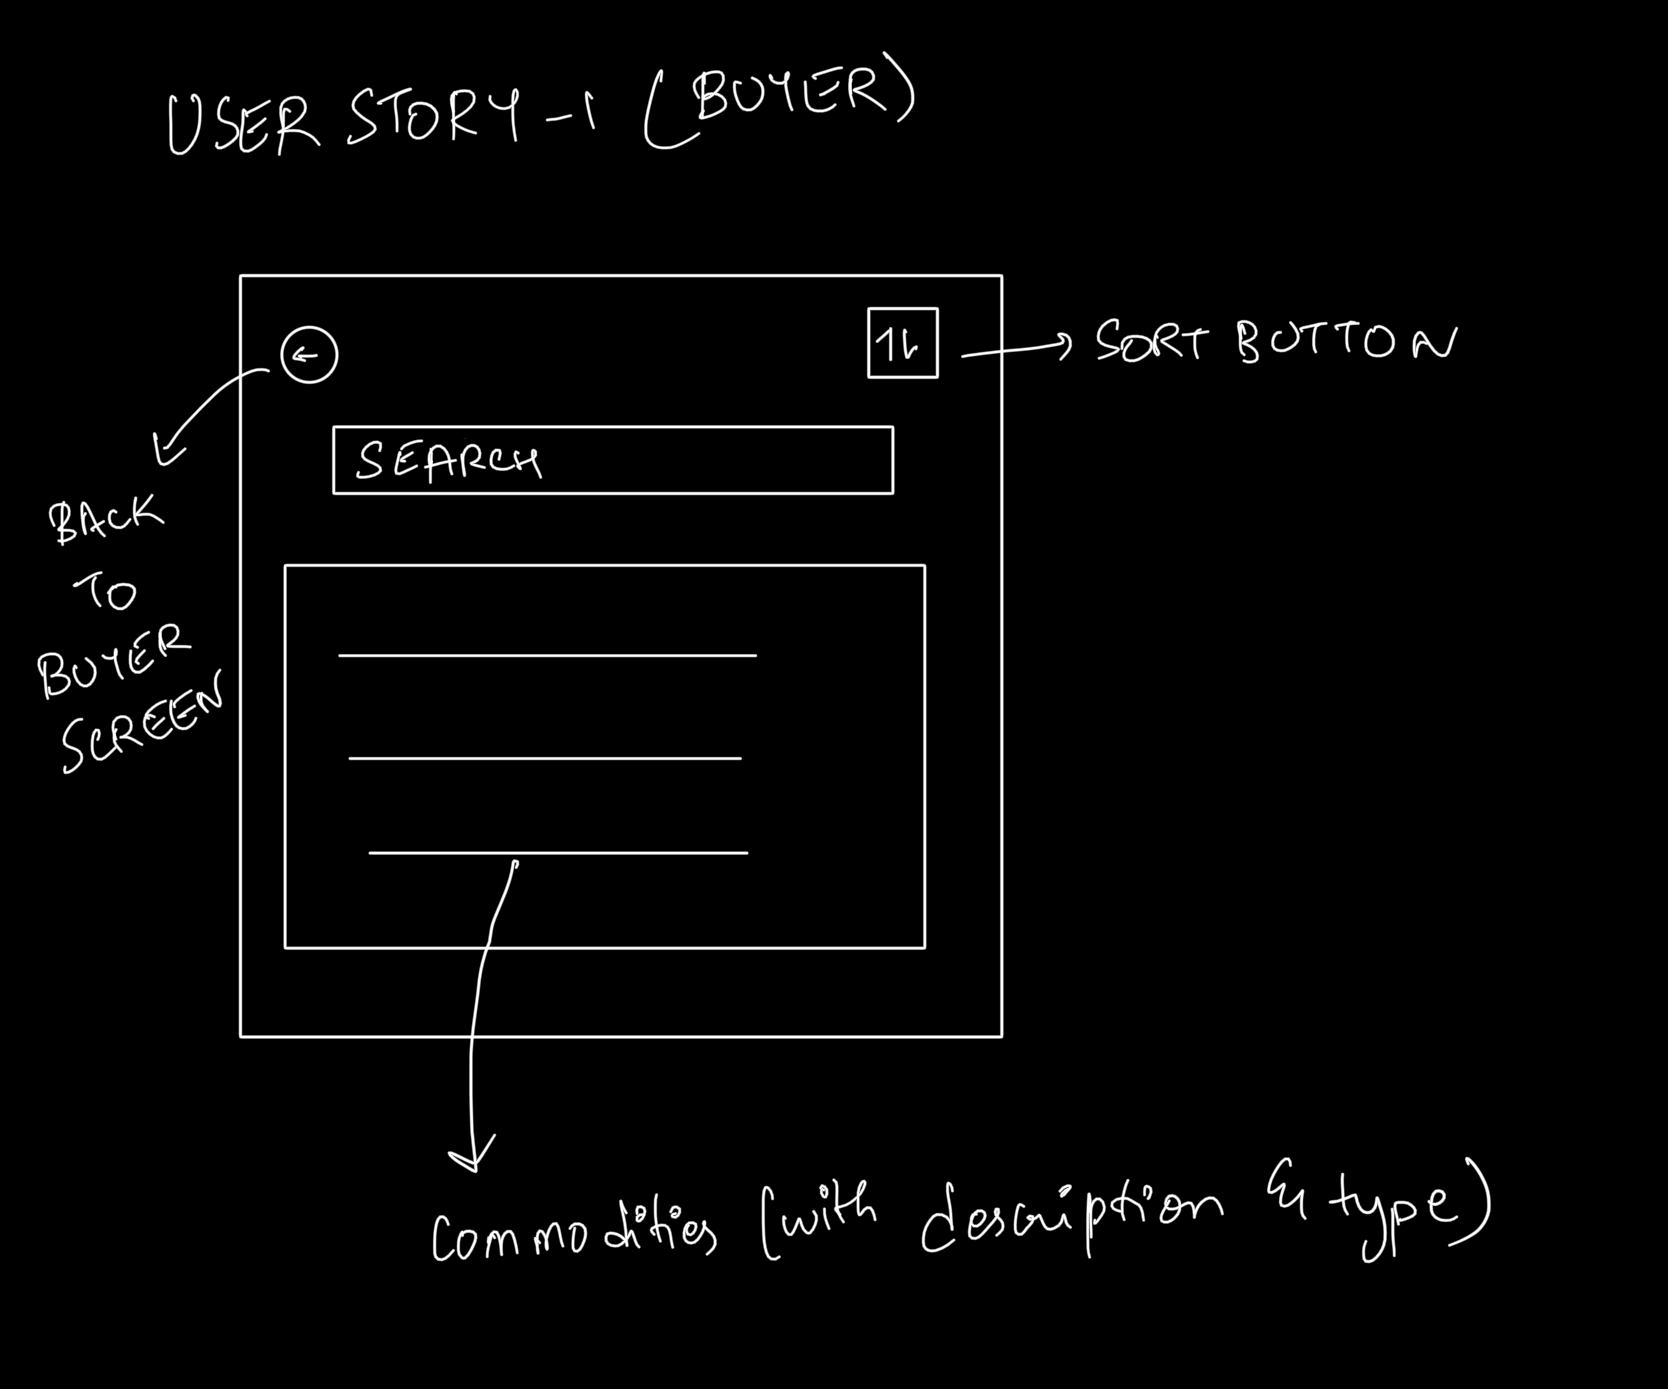 USER STORY-1 (BUYER)
SORT BUTTON
SEARCH
BACK
TO
BUYER
SCREEN
Commodities (with description & type)